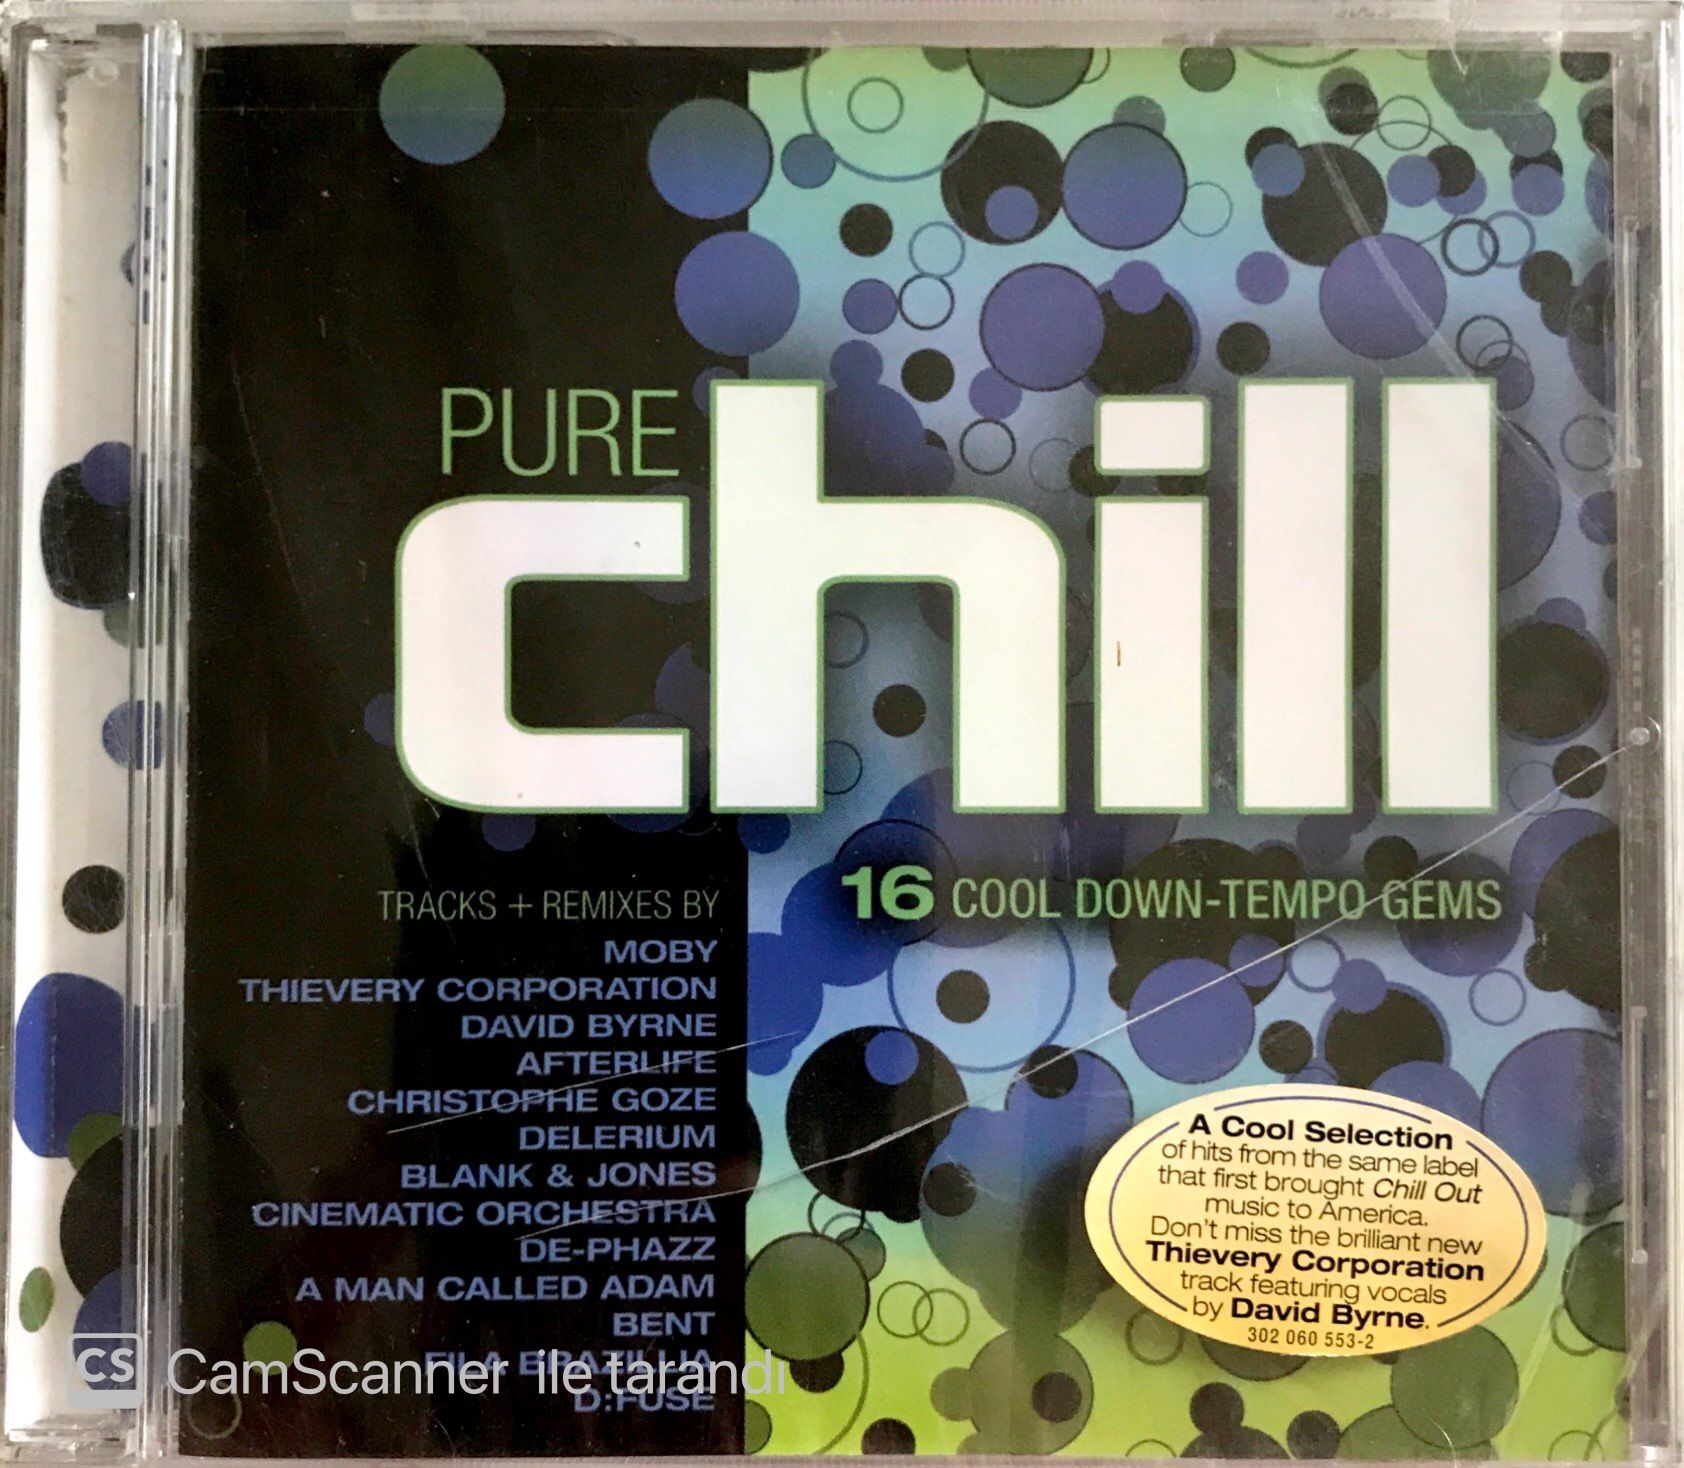 PURE
chill
16 COOL DOWN-TEMPO GEMS
TRACKS + REMIXES BY
MOBY
THIEVERY CORPORATION
DAVID BYRNE
AFTERLIFE
CHRISTOPHE GOZE
DELERIUM
BLANK & JONES
CINEMATIC ORCHESTRA
DE-PHAZZ
A MAN CALLED ADAM
BENT
FILA BRAZILLIA
D:FUSE
A Cool Selection
of hits from the same label
that first brought Chill Out
music to America.
Don't miss the brilliant new
Thievery Corporation
track featuring vocals
by David Byrne.
302 060 553-2
CS CamScanner ile tarandı